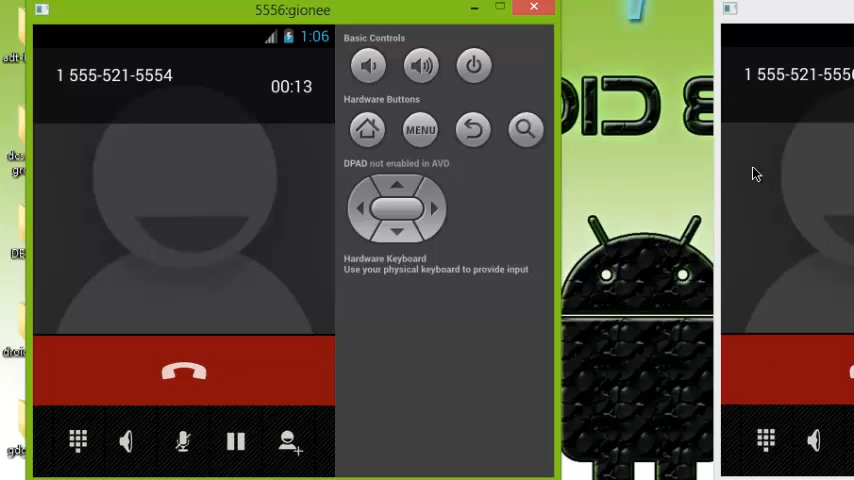 5556:gionee
1:06
1 555-521-5554
00:13
Basic Controls
Hardware Buttons
MENU
DPAD not enabled in AVD
Hardware Keyboard
Use your physical keyboard to provide input
1 555-521-555